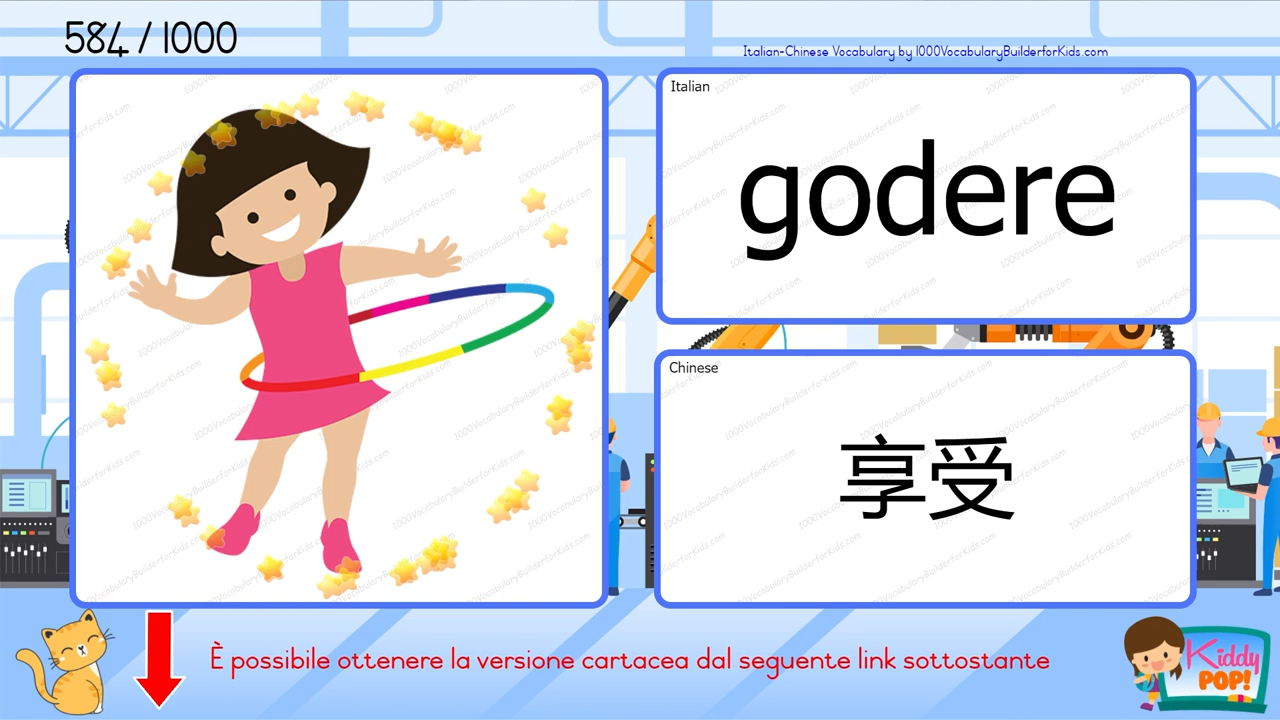 584 / 1000
Italian-Chinese Vocabulary by 1000VocabularyBuilderforKids.com
Italian
godere
Chinese
享受
È possibile ottenere la versione cartacea dal seguente link sottostante
Kiddy
POP!